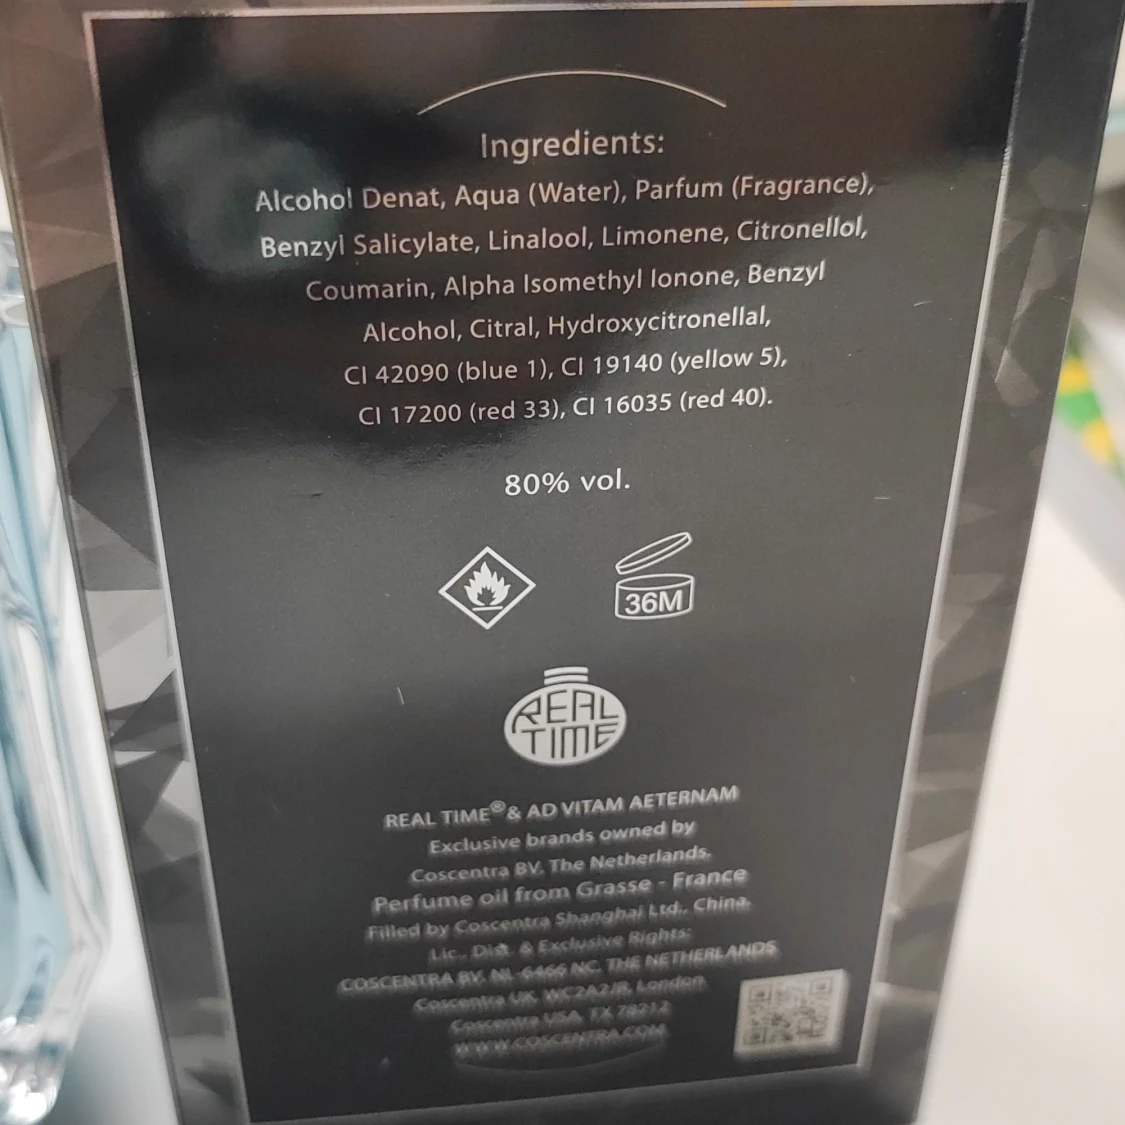 Ingredients:
Alcohol Denat, Aqua (Water), Parfum (Fragrance),
Benzyl Salicylate, Linalool, Limonene, Citronellol,
Coumarin, Alpha Isomethyl Ionone, Benzyl
Alcohol, Citral, Hydroxycitronellal,
CI 42090 (blue 1), CI 19140 (yellow 5),
CI 17200 (red 33), CI 16035 (red 40).
80% vol.
36M
REAL
TIME
REAL TIME® & AD VITAM AETERNAM
Exclusive brands owned by
Coscentra BV. The Netherlands.
Perfume oil from Grasse - France
Filled by Coscentra Shanghai Ltd., China.
Lic., Dist. & Exclusive Rights:
COSCENTRA BV. NL-6466 NC. THE NETHERLANDS
Coscentra UK, WC2A2JR, London
Coscentra USA, TX 78212
WWW.COSCENTRA.COM